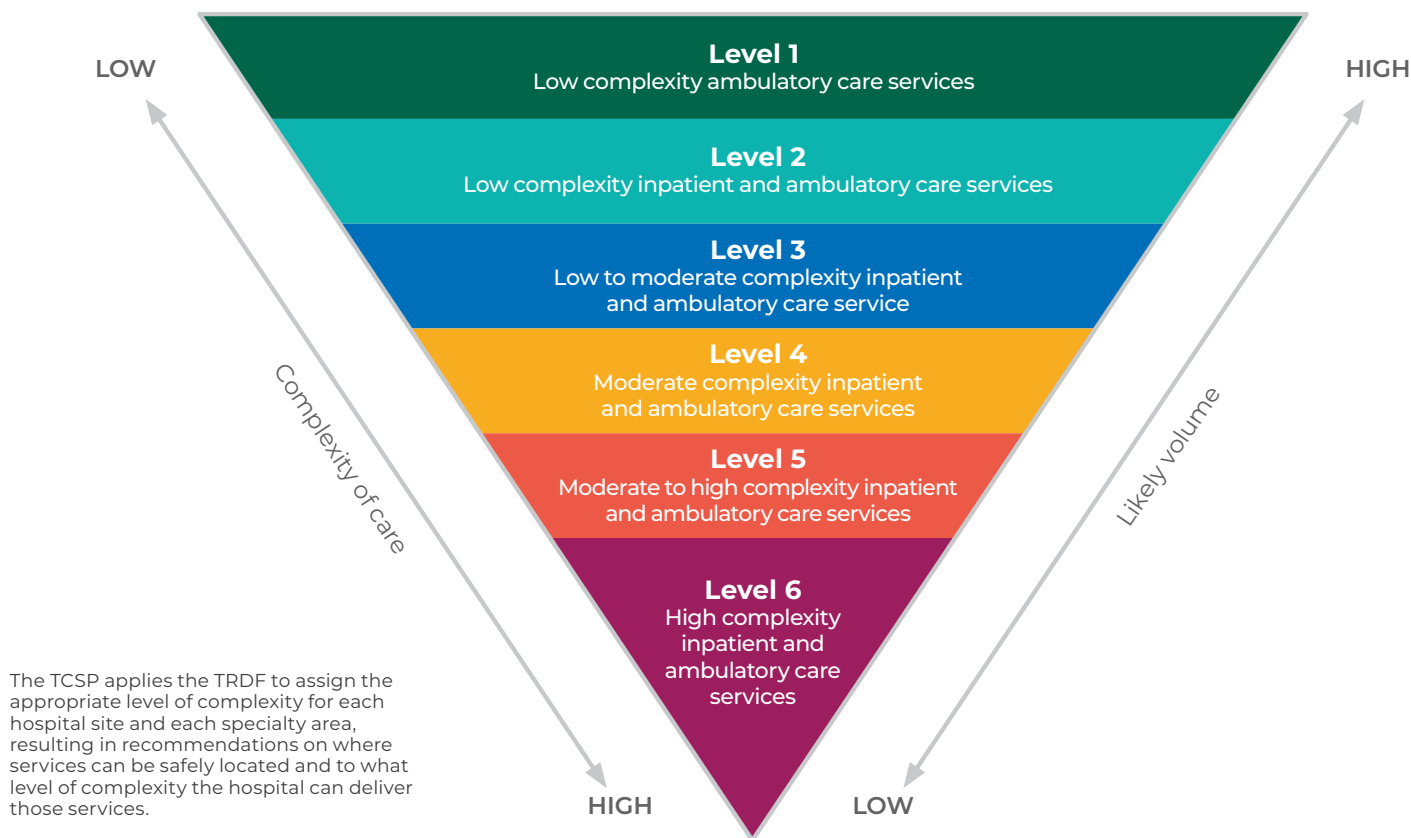 LOW
HIGH
Level 1
Low complexity ambulatory care services
Level 2
Low complexity inpatient and ambulatory care services
Level 3
Low to moderate complexity inpatient
and ambulatory care service
Level 4
Moderate complexity inpatient
and ambulatory care services
Level 5
Moderate to high complexity inpatient
and ambulatory care services
Level 6
High complexity
inpatient and
ambulatory care
services
Complexity of care
Likely volume
The TCSP applies the TRDF to assign the
appropriate level of complexity for each
hospital site and each specialty area,
resulting in recommendations on where
services can be safely located and to what
level of complexity the hospital can deliver
those services.
HIGH
LOW